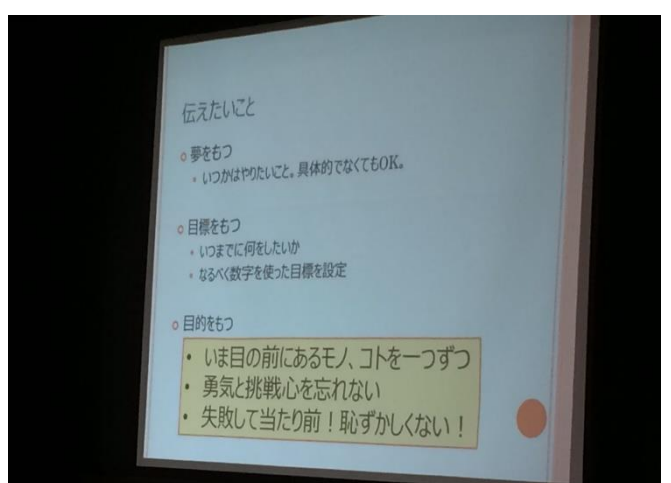 伝えたいこと
夢をもつ
いつかはやりたいこと。具体的でなくてもOK。
目標をもつ
いつまでに何をしたいか
なるべく数字を使った目標を設定
目的をもつ
・いま目の前にあるモノ、コトを一つずつ
・勇気と挑戦心を忘れない
・失敗して当たり前！恥ずかしくない！